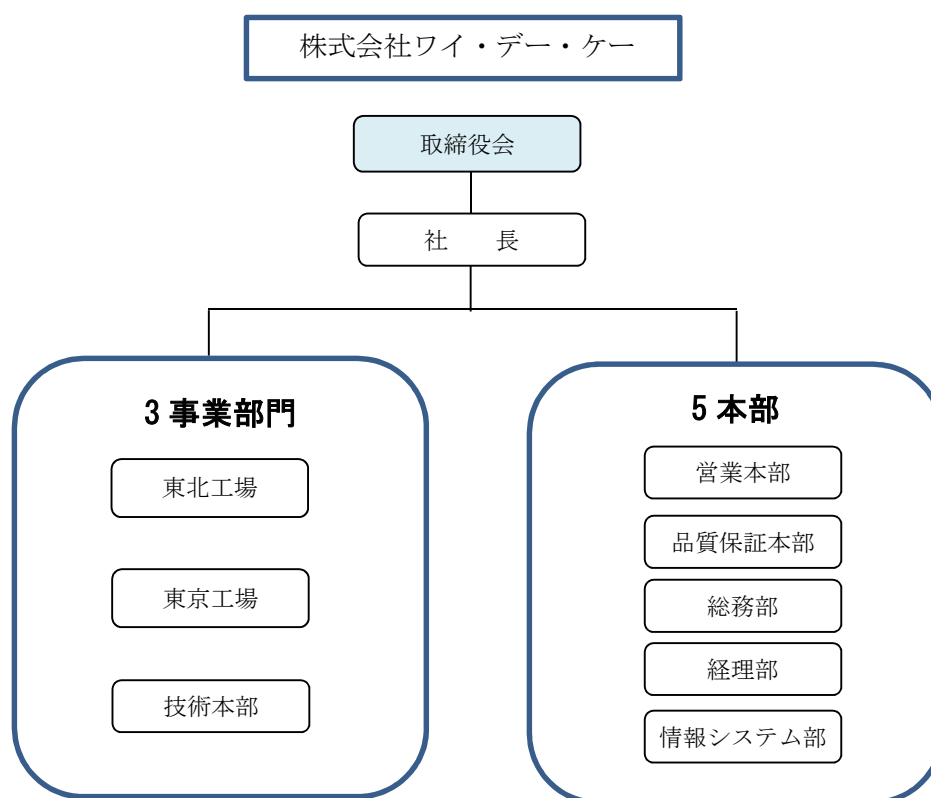 株式会社ワイ・デー・ケー
取締役会
社　　長
3 事業部門
東北工場
東京工場
技術本部
5 本部
営業本部
品質保証本部
総務部
経理部
情報システム部